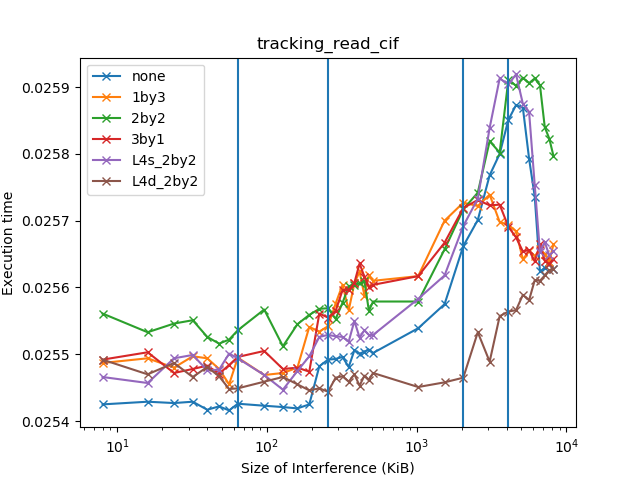 tracking_read_cif
none
1by3
2by2
3by1
L4s_2by2
L4d_2by2
Execution time
0.0259
0.0258
0.0257
0.0256
0.0255
0.0254
10¹
10²
10³
10⁴
Size of Interference (KiB)